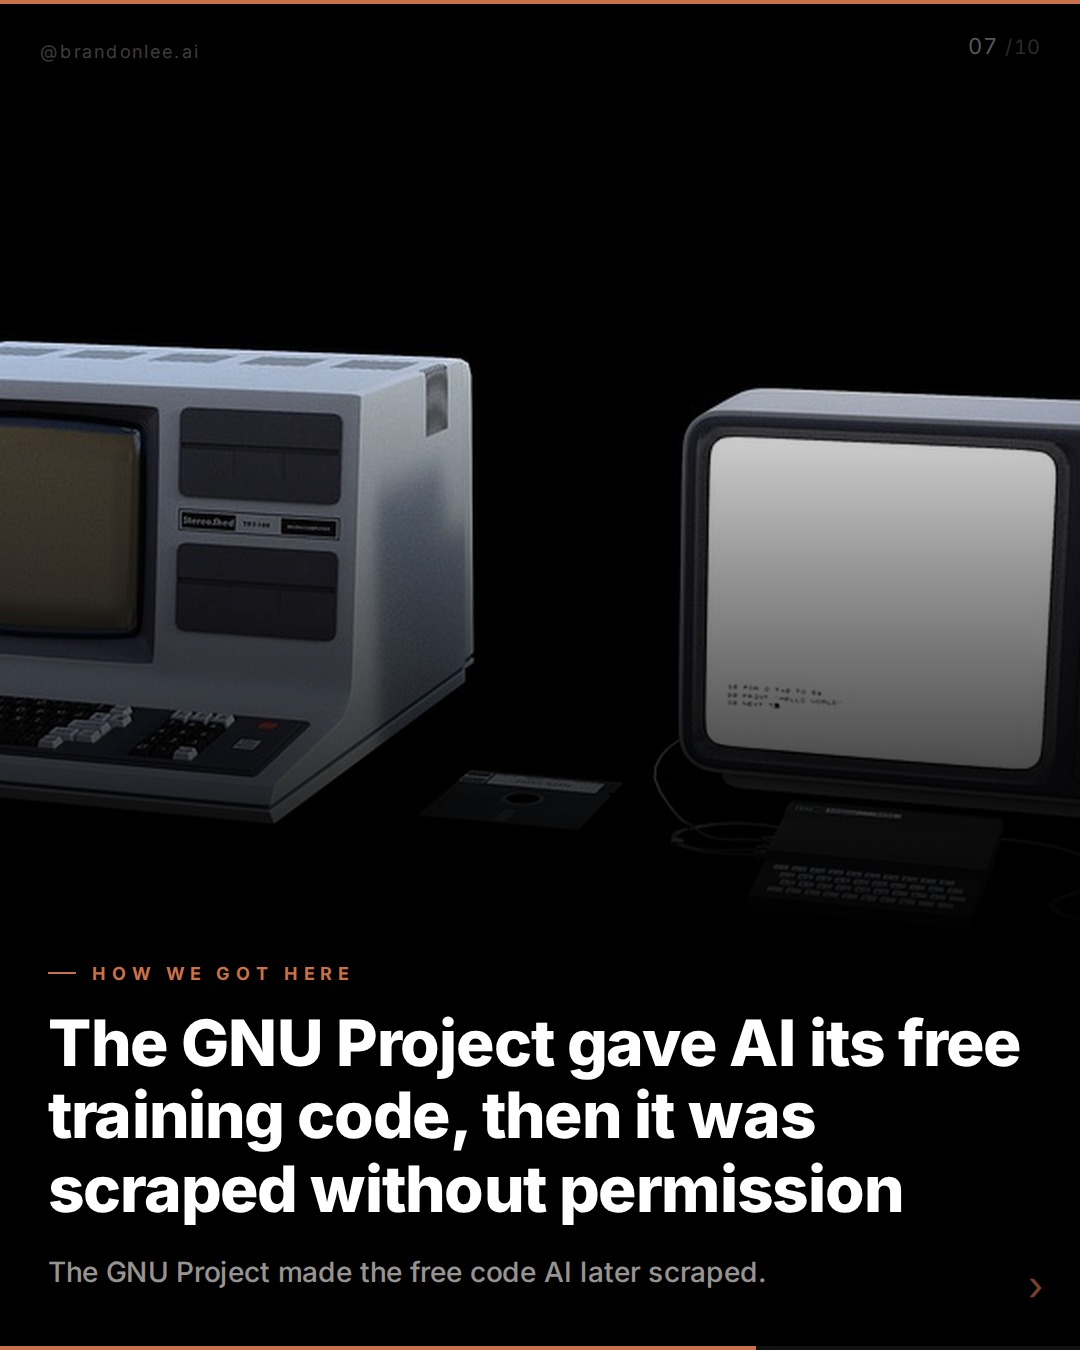 @brandonlee.ai
07 /10
StereoShed
HOW WE GOT HERE
The GNU Project gave AI its free
training code, then it was
scraped without permission
The GNU Project made the free code AI later scraped.